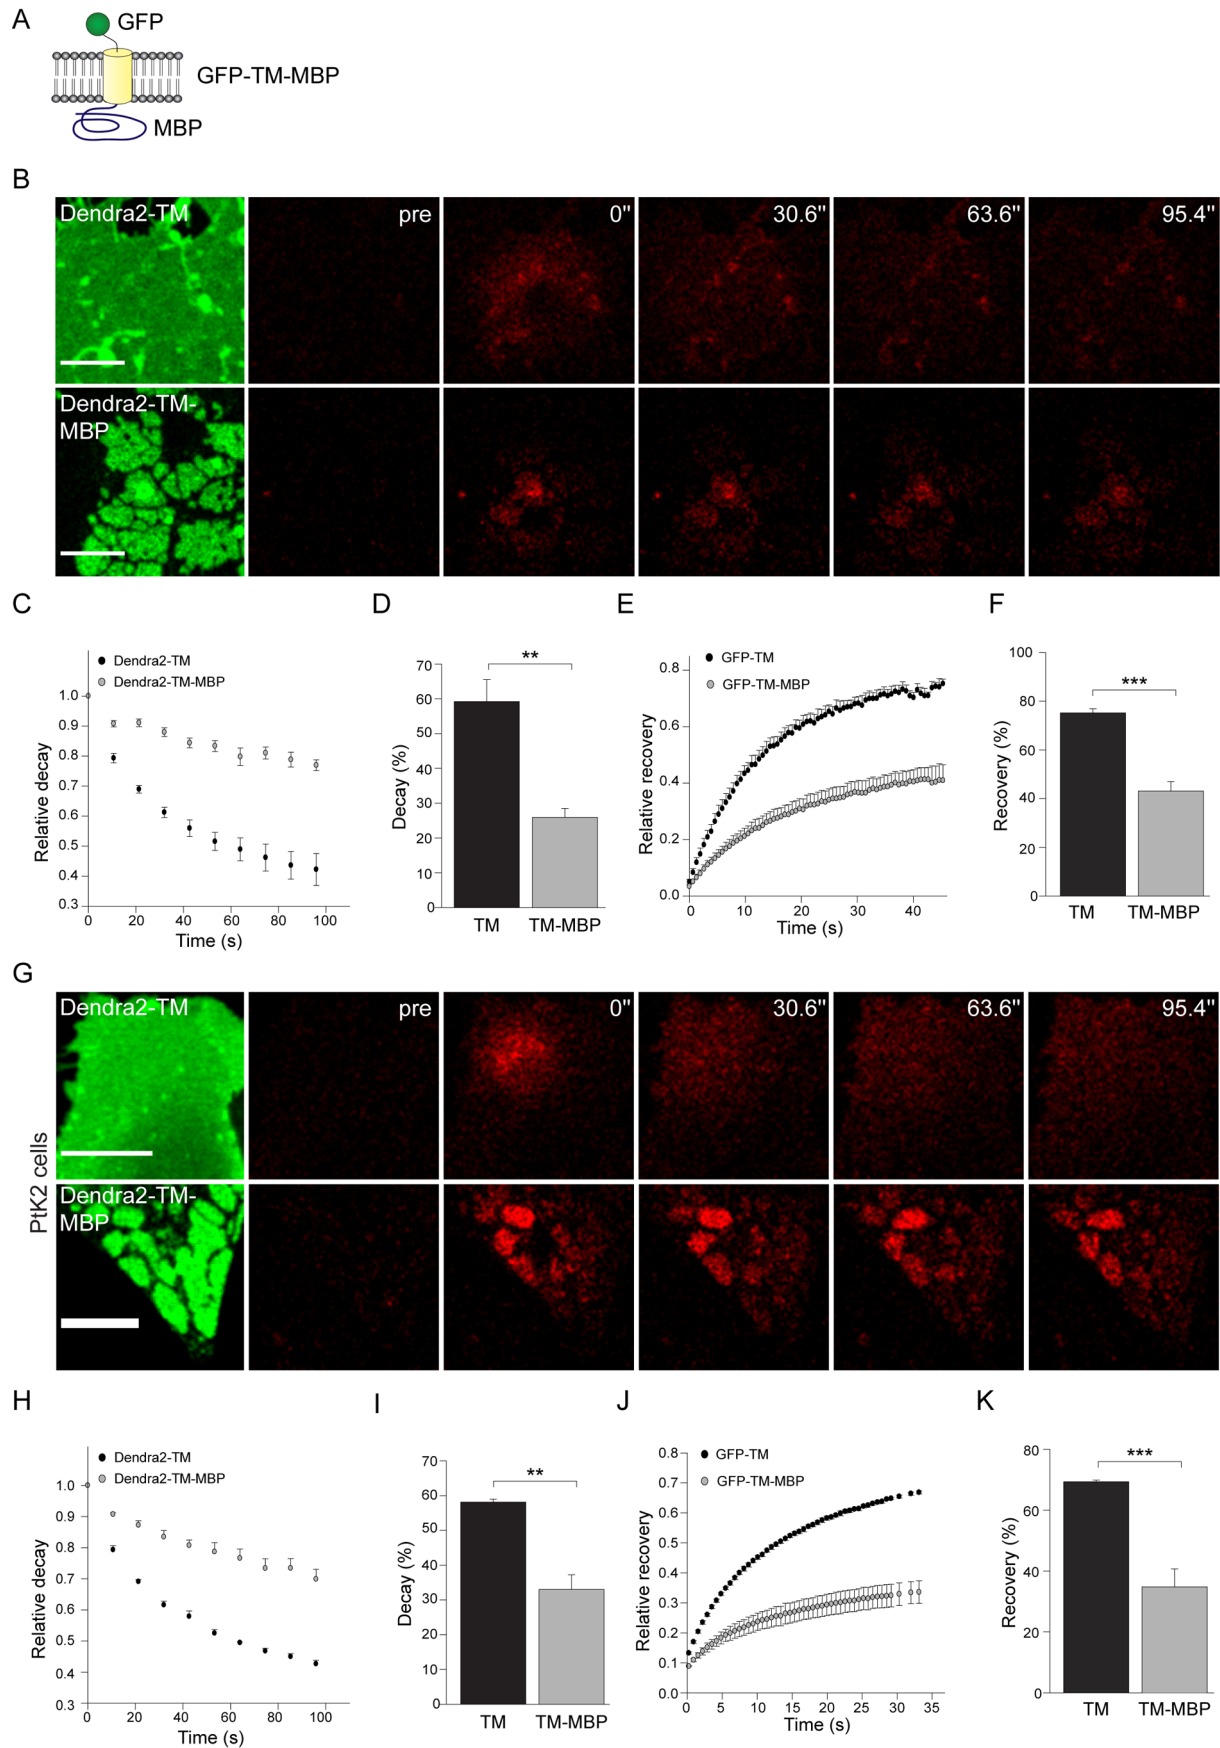 A
GFP
GFP-TM-MBP
MBP
B
Dendra2-TM
pre
0"
30.6"
63.6"
95.4"
Dendra2-TM-
MBP
C
D
E
F
Dendra2-TM
Dendra2-TM-MBP
1.0
0.9
0.8
0.7
0.6
0.5
0.4
0.3
Relative decay
0
20
40
60
80
100
Time (s)
**
70
60
50
40
30
20
10
0
Decay (%)
TM
TM-MBP
GFP-TM
GFP-TM-MBP
0.8
0.6
0.4
0.2
0.0
Relative recovery
0
10
20
30
40
Time (s)
***
100
80
60
40
20
0
Recovery (%)
TM
TM-MBP
G
PtK2 cells
Dendra2-TM
pre
0"
30.6"
63.6"
95.4"
Dendra2-TM-
MBP
H
I
J
K
Dendra2-TM
Dendra2-TM-MBP
1.0
0.9
0.8
0.7
0.6
0.5
0.4
0.3
Relative decay
0
20
40
60
80
100
Time (s)
**
70
60
50
40
30
20
10
0
Decay (%)
TM
TM-MBP
GFP-TM
GFP-TM-MBP
0.8
0.7
0.6
0.5
0.4
0.3
0.2
0.1
0.0
Relative recovery
0
5
10
15
20
25
30
35
Time (s)
***
80
60
40
20
0
Recovery (%)
TM
TM-MBP